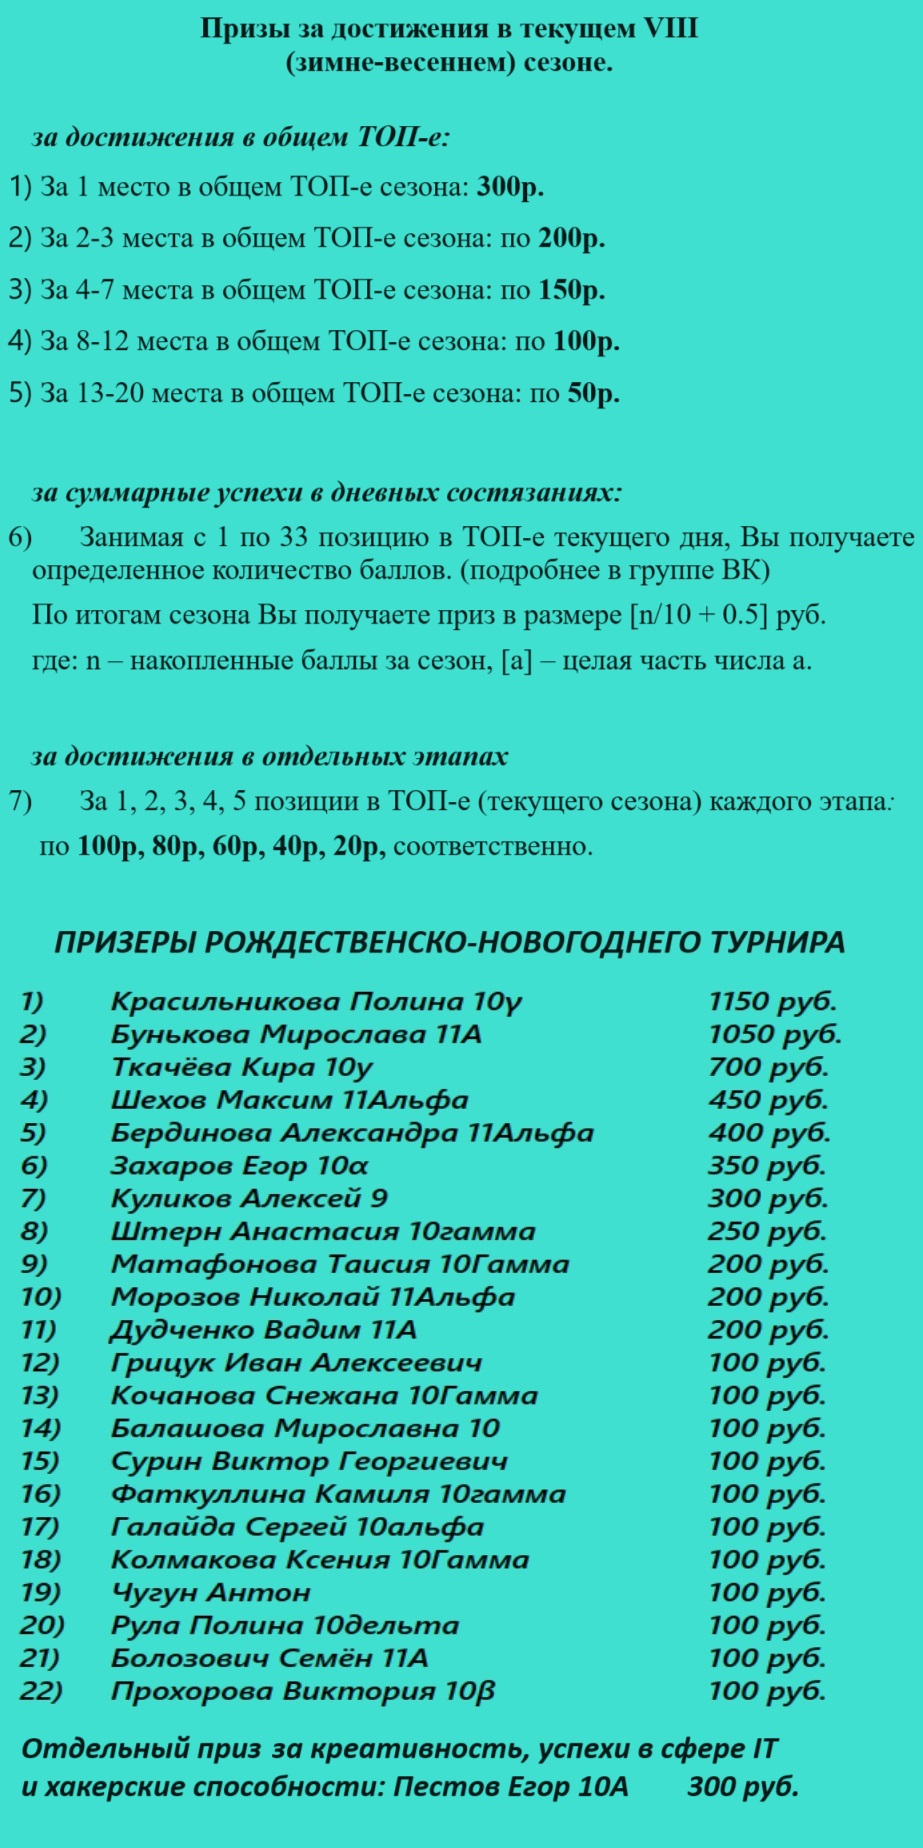 Призы за достижения в текущем VIII
(зимне-весеннем) сезоне.
за достижения в общем ТОП-е:
1) За 1 место в общем ТОП-е сезона: 300р.
2) За 2-3 места в общем ТОП-е сезона: по 200р.
3) За 4-7 места в общем ТОП-е сезона: по 150р.
4) За 8-12 места в общем ТОП-е сезона: по 100р.
5) За 13-20 места в общем ТОП-е сезона: по 50р.
за суммарные успехи в дневных состязаниях:
6) Занимая с 1 по 33 позицию в ТОП-е текущего дня, Вы получаете
определенное количество баллов. (подробнее в группе ВК)
По итогам сезона Вы получаете приз в размере [n/10 + 0.5] руб.
где: n – накопленные баллы за сезон, [a] – целая часть числа a.
за достижения в отдельных этапах
7) За 1, 2, 3, 4, 5 позиции в ТОП-е (текущего сезона) каждого этапа:
по 100р, 80р, 60р, 40р, 20р, соответственно.
ПРИЗЕРЫ РОЖДЕСТВЕНСКО-НОВОГОДНЕГО ТУРНИРА
1) Красильникова Полина 10γ 1150 руб.
2) Бунькова Мирослава 11А 1050 руб.
3) Ткачёва Кира 10у 700 руб.
4) Шехов Максим 11Альфа 450 руб.
5) Бердинова Александра 11Альфа 400 руб.
6) Захаров Егор 10α 350 руб.
7) Куликов Алексей 9 300 руб.
8) Штерн Анастасия 10гамма 250 руб.
9) Матафонова Таисия 10Гамма 200 руб.
10) Морозов Николай 11Альфа 200 руб.
11) Дудченко Вадим 11А 200 руб.
12) Грицук Иван Алексеевич 100 руб.
13) Кочанова Снежана 10Гамма 100 руб.
14) Балашова Мирославна 10 100 руб.
15) Сурин Виктор Георгиевич 100 руб.
16) Фаткуллина Камиля 10гамма 100 руб.
17) Галайда Сергей 10альфа 100 руб.
18) Колмакова Ксения 10Гамма 100 руб.
19) Чугун Антон 100 руб.
20) Рула Полина 10дельта 100 руб.
21) Болозович Семён 11А 100 руб.
22) Прохорова Виктория 10β 100 руб.
Отдельный приз за креативность, успехи в сфере IT
и хакерские способности: Пестов Егор 10А 300 руб.